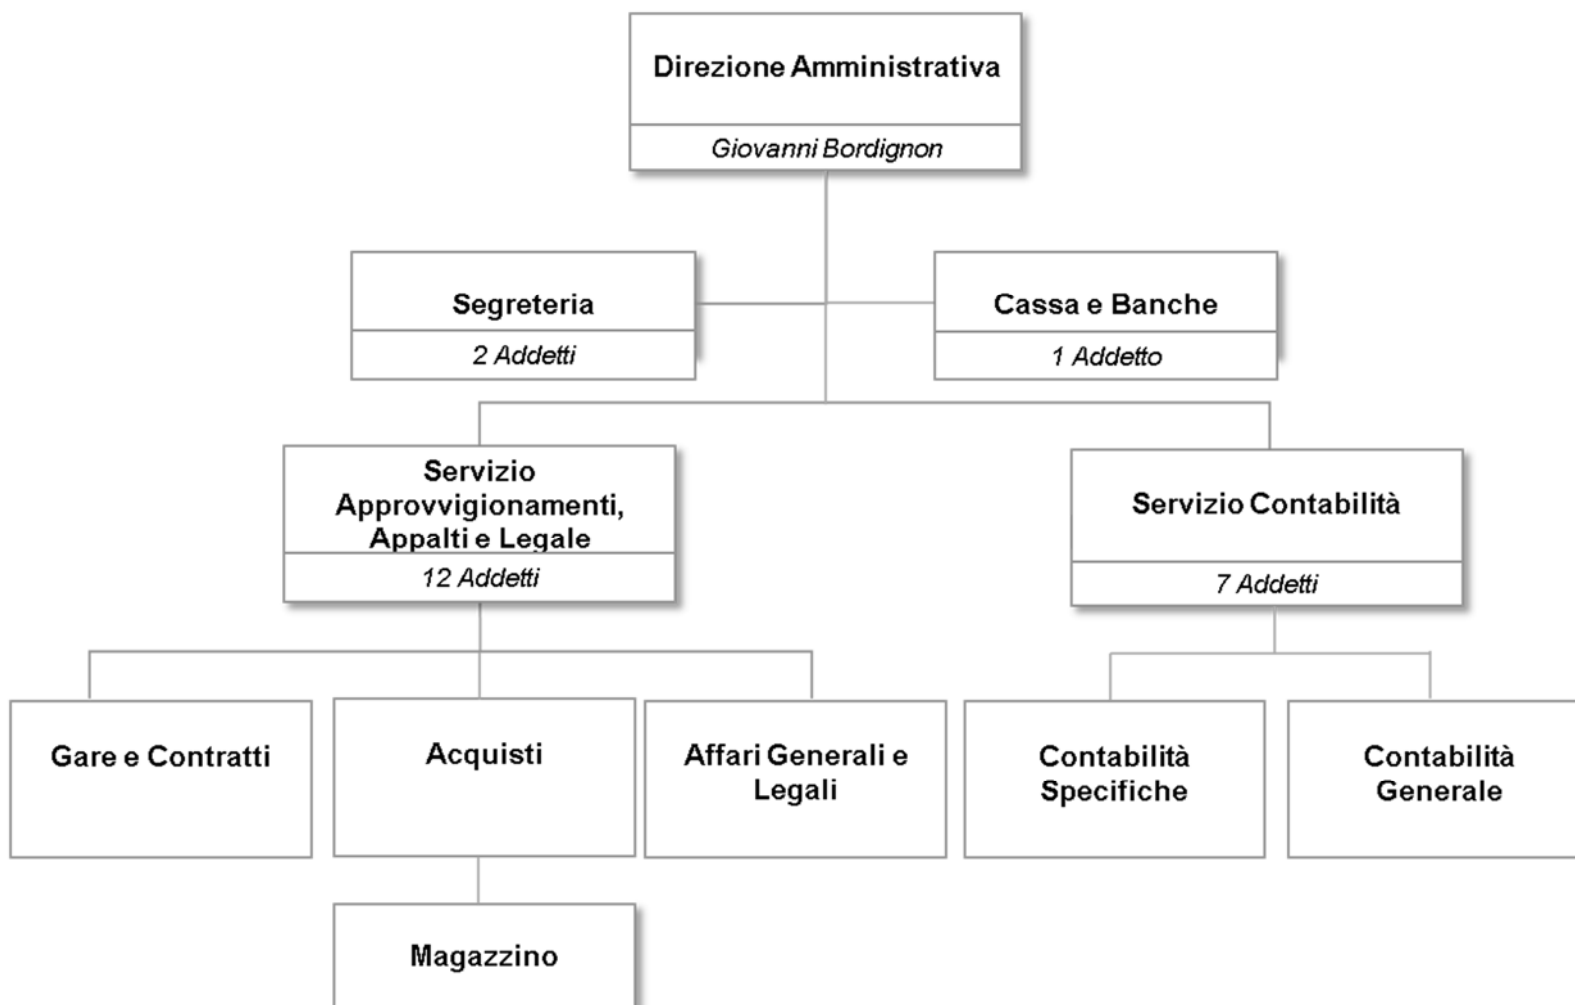 Direzione Amministrativa
Giovanni Bordignon
Segreteria
2 Addetti
Cassa e Banche
1 Addetto
Servizio
Approvvigionamenti,
Appalti e Legale
12 Addetti
Servizio Contabilità
7 Addetti
Gare e Contratti
Acquisti
Affari Generali e
Legali
Contabilità
Specifiche
Contabilità
Generale
Magazzino